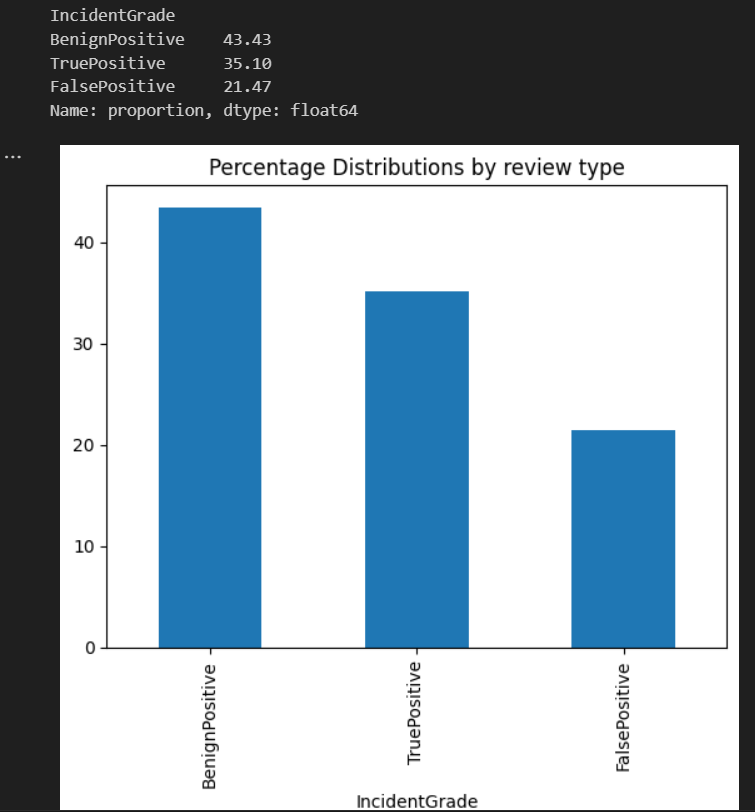 IncidentGrade
BenignPositive    43.43
TruePositive      35.10
FalsePositive     21.47
Name: proportion, dtype: float64
...
Percentage Distributions by review type
40
30
20
10
0
BenignPositive
TruePositive
FalsePositive
IncidentGrade